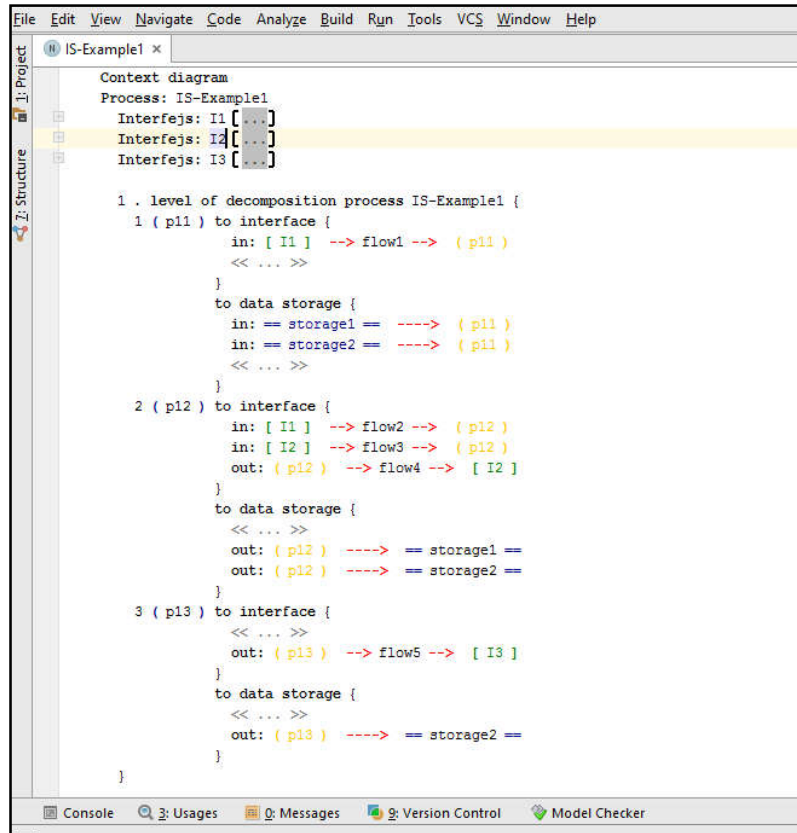 File Edit View Navigate Code Analyze Build Run Tools VCS Window Help
1: Project
7: Structure
N IS-Example1 ×
Context diagram
Process: IS-Example1
Interfejs: I1 [...]
Interfejs: I2 [...]
Interfejs: I3 [...]
1 . level of decomposition process IS-Example1 {
1 ( p11 ) to interface {
in: [ I1 ] --> flow1 --> ( p11 )
<< ... >>
}
to data storage {
in: == storage1 == ----> ( p11 )
in: == storage2 == ----> ( p11 )
<< ... >>
}
2 ( p12 ) to interface {
in: [ I1 ] --> flow2 --> ( p12 )
in: [ I2 ] --> flow3 --> ( p12 )
out: ( p12 ) --> flow4 --> [ I2 ]
}
to data storage {
<< ... >>
out: ( p12 ) ----> == storage1 ==
out: ( p12 ) ----> == storage2 ==
}
3 ( p13 ) to interface {
<< ... >>
out: ( p13 ) --> flow5 --> [ I3 ]
}
to data storage {
<< ... >>
out: ( p13 ) ----> == storage2 ==
}
}
Console 3: Usages 0: Messages 9: Version Control Model Checker